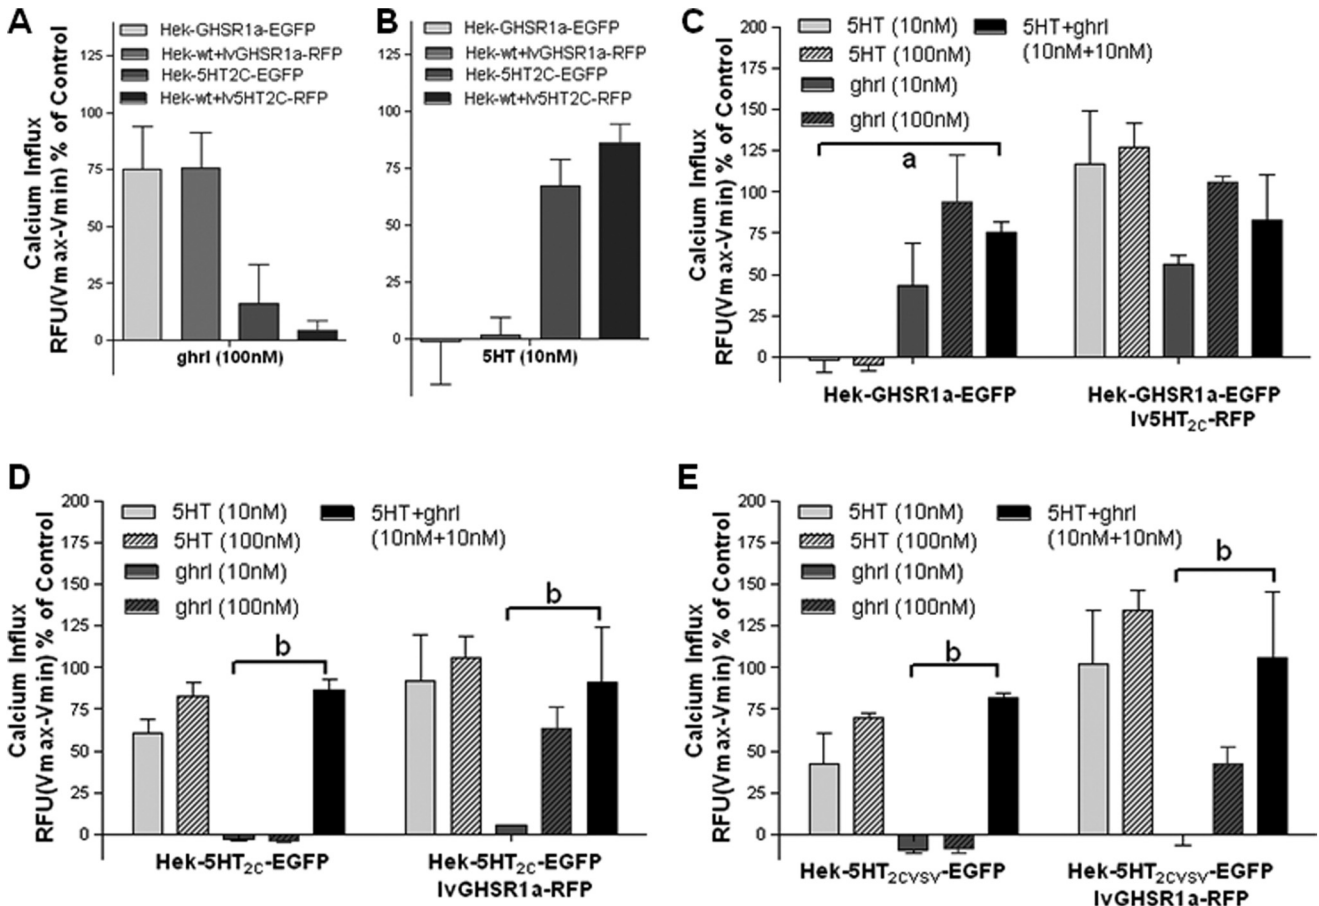 A
Hek-GHSR1a-EGFP
Hek-wt+lvGHSR1a-RFP
Hek-5HT2C-EGFP
Hek-wt+lv5HT2C-RFP
Calcium Influx
RFU(Vmax-Vmin) % of Control
125
100
75
50
25
0
ghrl (100nM)
B
Hek-GHSR1a-EGFP
Hek-wt+lvGHSR1a-RFP
Hek-5HT2C-EGFP
Hek-wt+lv5HT2C-RFP
125
100
75
50
25
0
5HT (10nM)
C
5HT (10nM)
5HT (100nM)
ghrl (10nM)
ghrl (100nM)
5HT+ghrl
(10nM+10nM)
Calcium Influx
RFU(Vmax-Vmin) % of Control
200
175
150
125
100
75
50
25
0
a
Hek-GHSR1a-EGFP
Hek-GHSR1a-EGFP
lv5HT2C-RFP
D
5HT (10nM)
5HT (100nM)
ghrl (10nM)
ghrl (100nM)
5HT+ghrl
(10nM+10nM)
Calcium Influx
RFU(Vmax-Vmin) % of Control
200
175
150
125
100
75
50
25
0
b
b
Hek-5HT2C-EGFP
Hek-5HT2C-EGFP
lvGHSR1a-RFP
E
5HT (10nM)
5HT (100nM)
ghrl (10nM)
ghrl (100nM)
5HT+ghrl
(10nM+10nM)
Calcium Influx
RFU(Vmax-Vmin) % of Control
200
175
150
125
100
75
50
25
0
b
b
Hek-5HT2CVSV-EGFP
Hek-5HT2CVSV-EGFP
lvGHSR1a-RFP